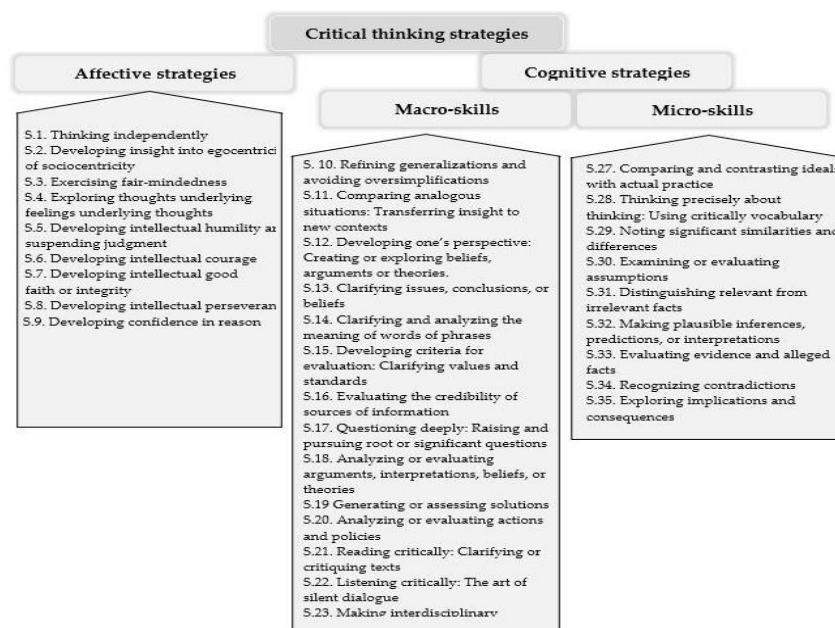 Critical thinking strategies
Affective strategies
Cognitive strategies
Macro-skills
Micro-skills
S.1. Thinking independently
S.2. Developing insight into egocentrici
of sociocentricity
S.3. Exercising fair-mindedness
S.4. Exploring thoughts underlying
feelings underlying thoughts
S.5. Developing intellectual humility an
suspending judgment
S.6. Developing intellectual courage
S.7. Developing intellectual good
faith or integrity
S.8. Developing intellectual perseveran
S.9. Developing confidence in reason
S. 10. Refining generalizations and
avoiding oversimplifications
S.11. Comparing analogous
situations: Transferring insight to
new contexts
S.12. Developing one's perspective:
Creating or exploring beliefs,
arguments or theories.
S.13. Clarifying issues, conclusions, or
beliefs
S.14. Clarifying and analyzing the
meaning of words of phrases
S.15. Developing criteria for
evaluation: Clarifying values and
standards
S.16. Evaluating the credibility of
sources of information
S.17. Questioning deeply: Raising and
pursuing root or significant questions
S.18. Analyzing or evaluating
arguments, interpretations, beliefs, or
theories
S.19 Generating or assessing solutions
S.20. Analyzing or evaluating actions
and policies
S.21. Reading critically: Clarifying or
critiquing texts
S.22. Listening critically: The art of
silent dialogue
S.23. Making interdisciplinary
S.27. Comparing and contrasting ideals
with actual practice
S.28. Thinking precisely about
thinking: Using critically vocabulary
S.29. Noting significant similarities and
differences
S.30. Examining or evaluating
assumptions
S.31. Distinguishing relevant from
irrelevant facts
S.32. Making plausible inferences,
predictions, or interpretations
S.33. Evaluating evidence and alleged
facts
S.34. Recognizing contradictions
S.35. Exploring implications and
consequences